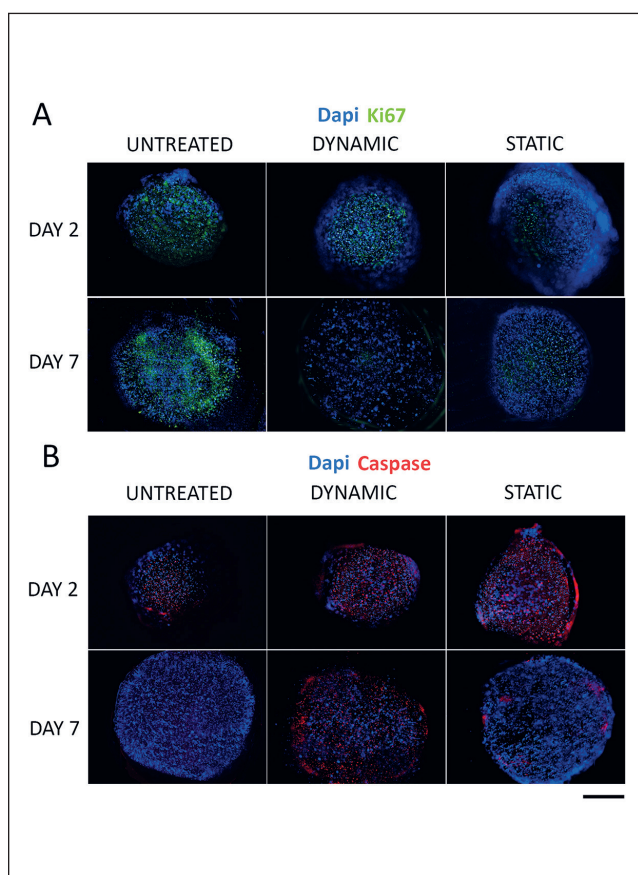 A
Dapi Ki67
UNTREATED DYNAMIC STATIC
DAY 2
DAY 7
B
Dapi Caspase
UNTREATED DYNAMIC STATIC
DAY 2
DAY 7